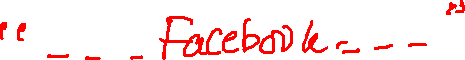 “ _ _ _ Facebook _ _ _ ”